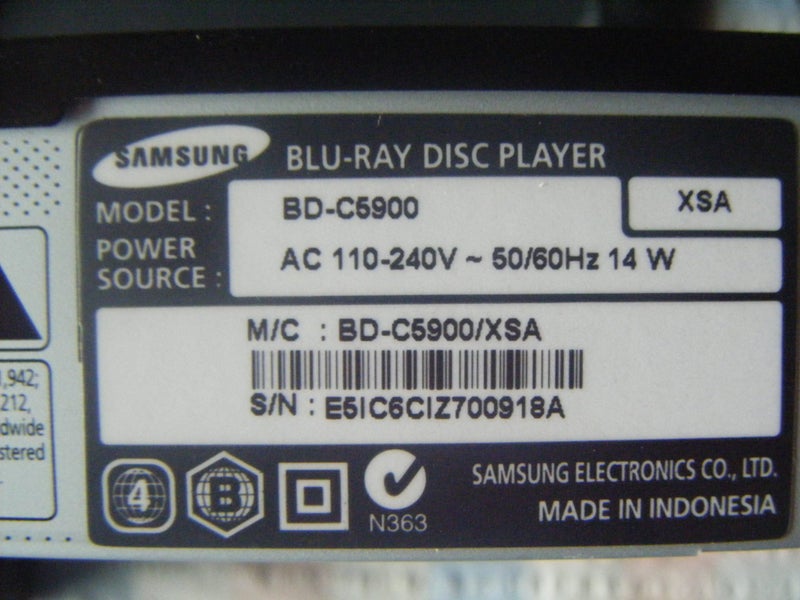 SAMSUNG BLU-RAY DISC PLAYER
MODEL : BD-C5900 XSA
POWER SOURCE : AC 110-240V ~ 50/60Hz 14 W
M/C : BD-C5900/XSA
S/N : E5IC6CIZ700918A
,942;
212,
dwide
stered
4 B N363
SAMSUNG ELECTRONICS CO., LTD.
MADE IN INDONESIA